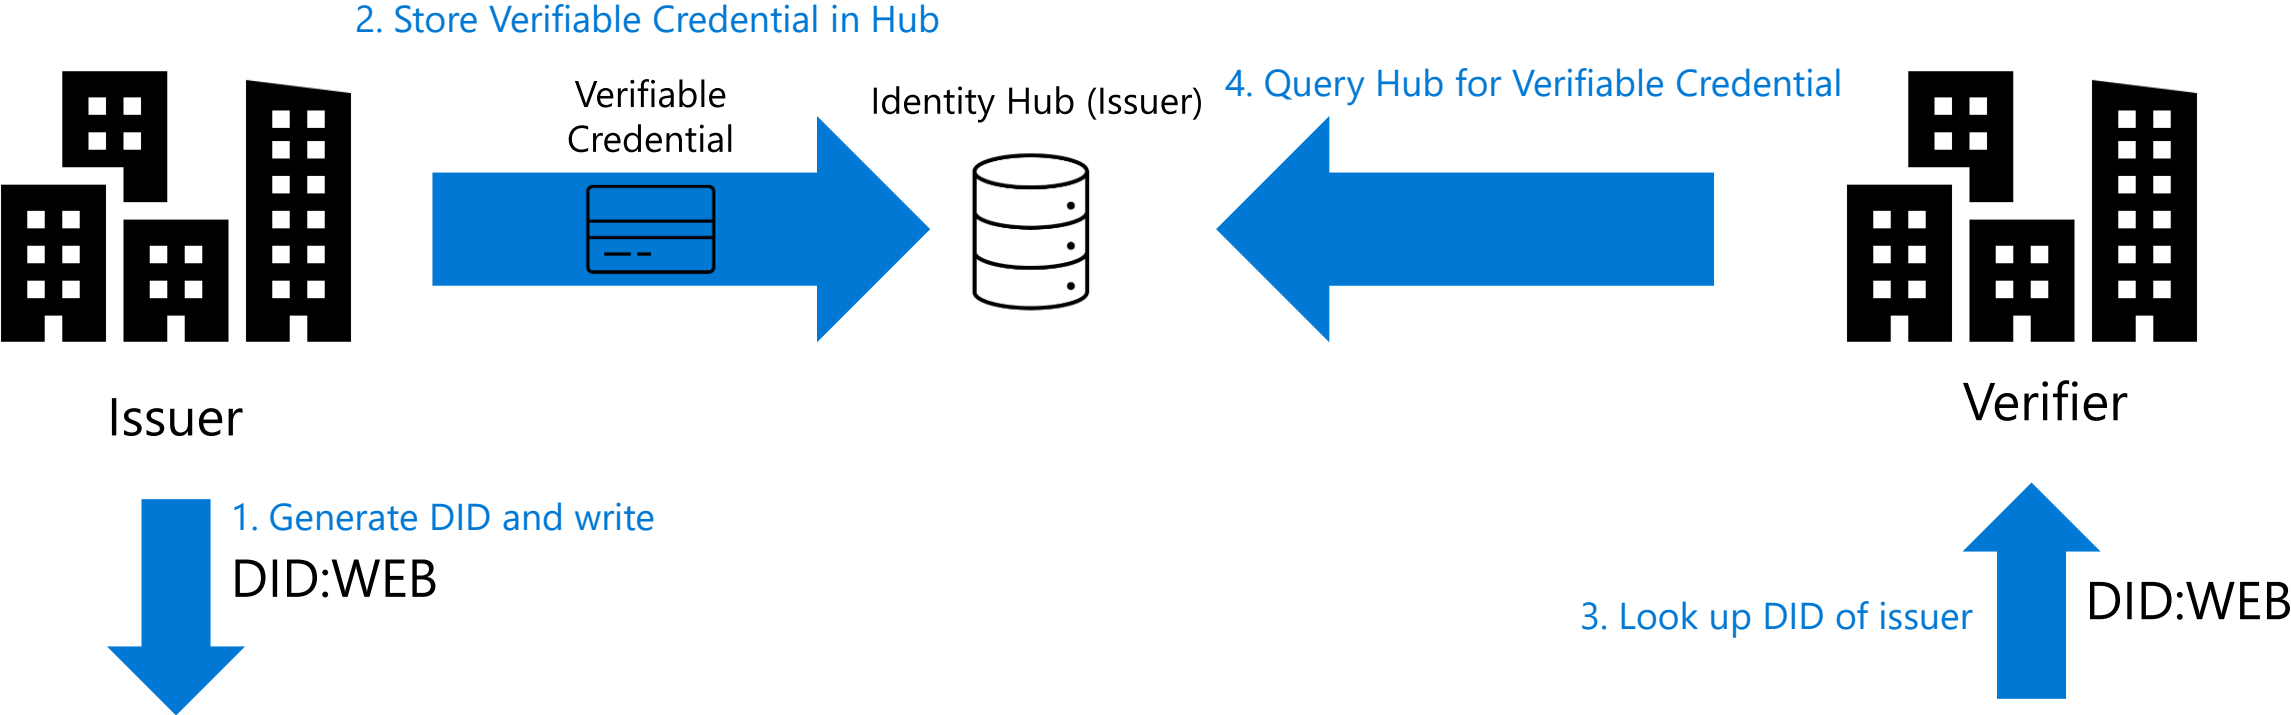 2. Store Verifiable Credential in Hub
Verifiable
Credential
Identity Hub (Issuer)
4. Query Hub for Verifiable Credential
Issuer
Verifier
1. Generate DID and write
DID:WEB
3. Look up DID of issuer
DID:WEB